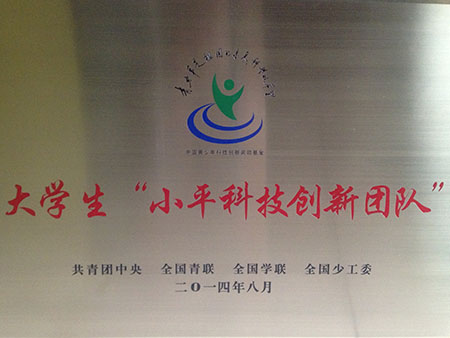 大学生“小平科技创新团队”
共青团中央 全国青联 全国学联 全国少工委
二〇一四年八月